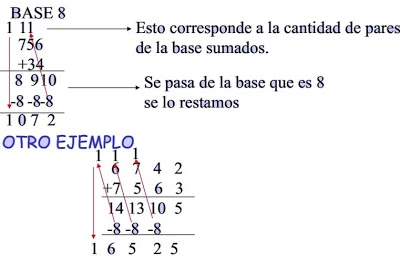 BASE 8
1 11
Esto corresponde a la cantidad de pares
de la base sumados.
756
+34
8 910
Se pasa de la base que es 8
se lo restamos
-8 -8-8
1 0 7 2
OTRO EJEMPLO
1 1 1
6 7 4 2
+7 5 6 3
14 13 10 5
-8 -8 -8
1 6 5 2 5